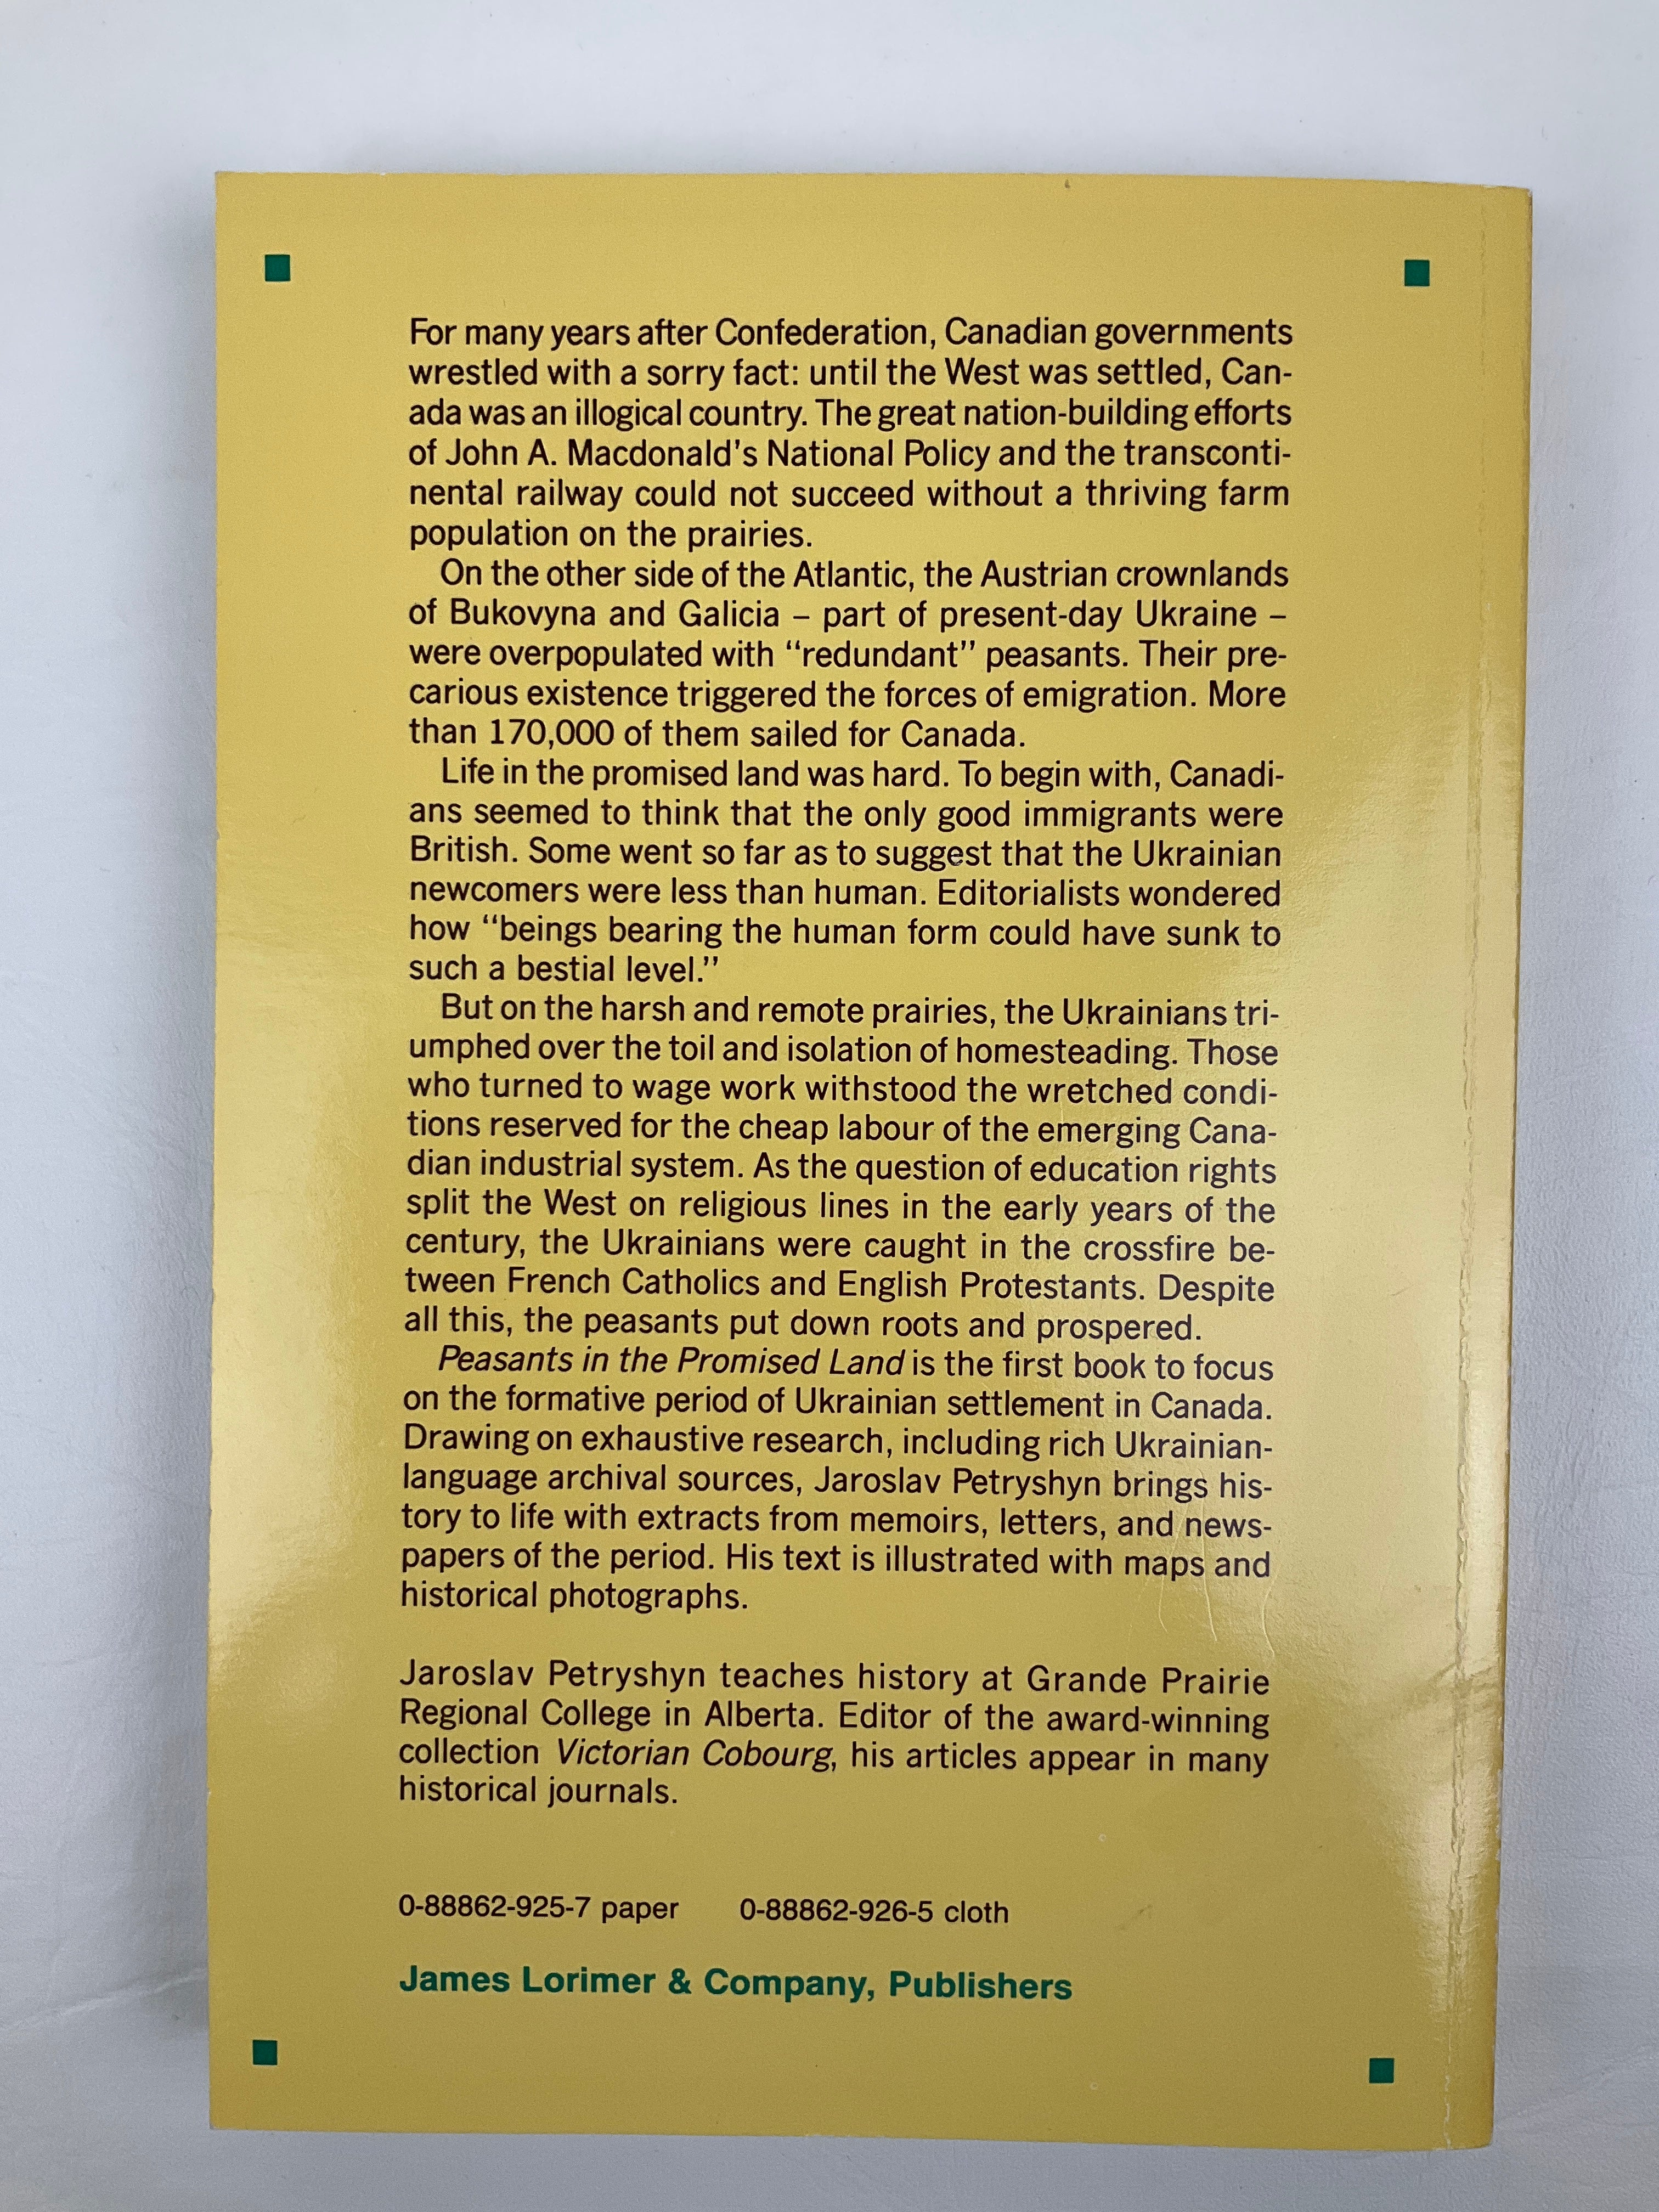 For many years after Confederation, Canadian governments
wrestled with a sorry fact: until the West was settled, Can-
ada was an illogical country. The great nation-building efforts
of John A. Macdonald's National Policy and the transconti-
nental railway could not succeed without a thriving farm
population on the prairies.
On the other side of the Atlantic, the Austrian crownlands
of Bukovyna and Galicia – part of present-day Ukraine –
were overpopulated with "redundant" peasants. Their pre-
carious existence triggered the forces of emigration. More
than 170,000 of them sailed for Canada.
Life in the promised land was hard. To begin with, Canadi-
ans seemed to think that the only good immigrants were
British. Some went so far as to suggest that the Ukrainian
newcomers were less than human. Editorialists wondered
how "beings bearing the human form could have sunk to
such a bestial level."
But on the harsh and remote prairies, the Ukrainians tri-
umphed over the toil and isolation of homesteading. Those
who turned to wage work withstood the wretched condi-
tions reserved for the cheap labour of the emerging Cana-
dian industrial system. As the question of education rights
split the West on religious lines in the early years of the
century, the Ukrainians were caught in the crossfire be-
tween French Catholics and English Protestants. Despite
all this, the peasants put down roots and prospered.
Peasants in the Promised Land is the first book to focus
on the formative period of Ukrainian settlement in Canada.
Drawing on exhaustive research, including rich Ukrainian-
language archival sources, Jaroslav Petryshyn brings his-
tory to life with extracts from memoirs, letters, and news-
papers of the period. His text is illustrated with maps and
historical photographs.
Jaroslav Petryshyn teaches history at Grande Prairie
Regional College in Alberta. Editor of the award-winning
collection Victorian Cobourg, his articles appear in many
historical journals.
0-88862-925-7 paper 0-88862-926-5 cloth
James Lorimer & Company, Publishers